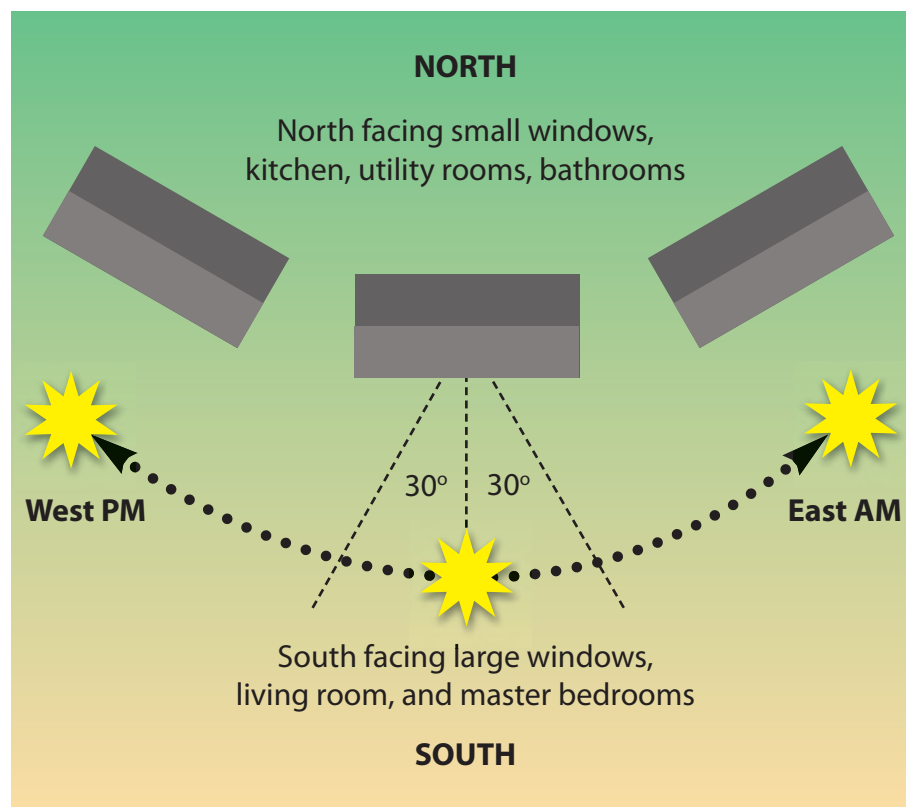 NORTH
North facing small windows,
kitchen, utility rooms, bathrooms
30º
30º
West PM
East AM
South facing large windows,
living room, and master bedrooms
SOUTH